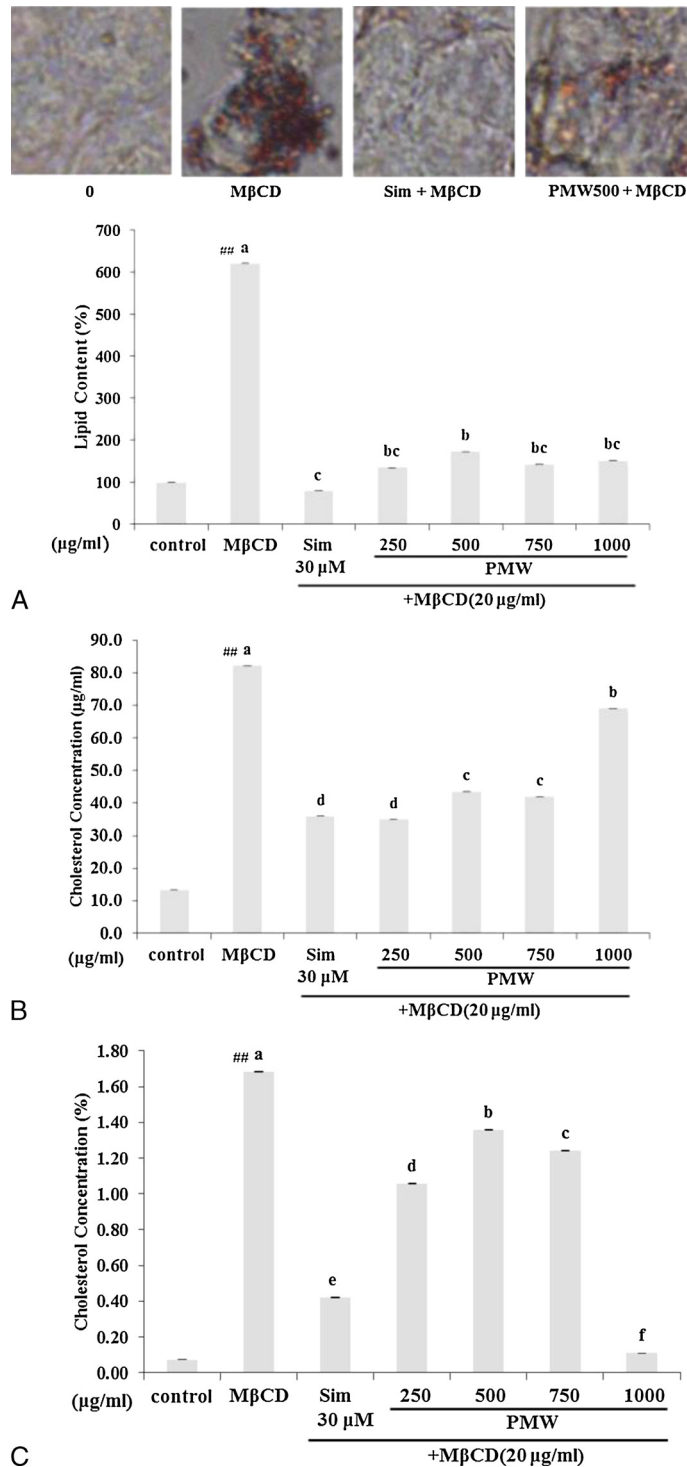 0 MβCD Sim + MβCD PMW500 + MβCD
700
600
500
400
300
200
100
0
Lipid Content (%)
## a
c
bc
b
bc
bc
(µg/ml) control MβCD Sim 250 500 750 1000
30 µM PMW
+MβCD(20 µg/ml)
A
90.0
80.0
70.0
60.0
50.0
40.0
30.0
20.0
10.0
0.0
Cholesterol Concentration (µg/ml)
## a
d
d
c
c
b
(µg/ml) control MβCD Sim 250 500 750 1000
30 µM PMW
+MβCD(20 µg/ml)
B
1.80
1.60
1.40
1.20
1.00
0.80
0.60
0.40
0.20
0.00
Cholesterol Concentration (%)
## a
e
d
b
c
f
(µg/ml) control MβCD Sim 250 500 750 1000
30 µM PMW
+MβCD(20 µg/ml)
C